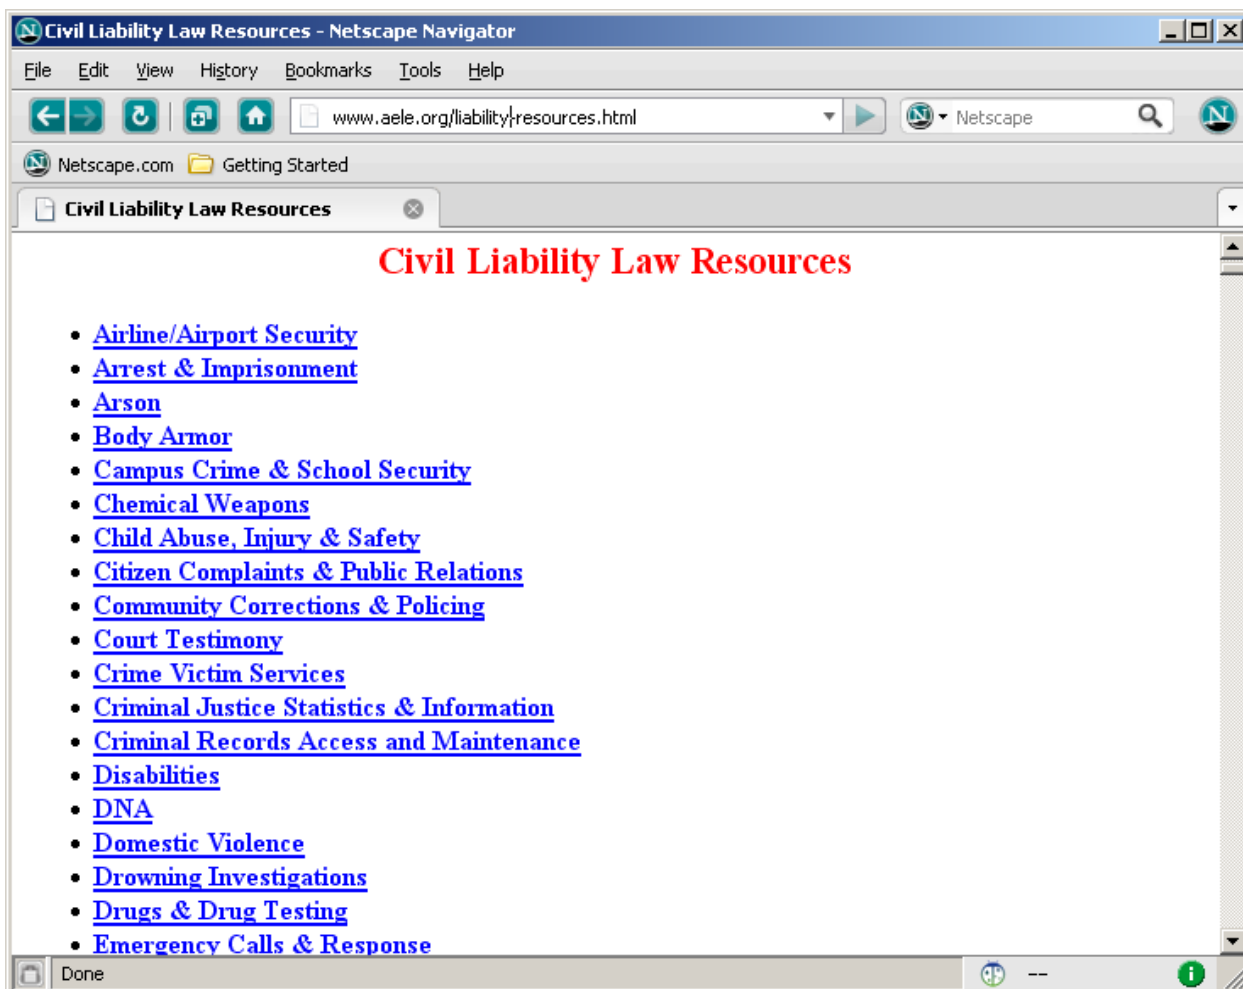 Civil Liability Law Resources - Netscape Navigator
File Edit View History Bookmarks Tools Help
www.aele.org/liability-resources.html Netscape
Netscape.com Getting Started
Civil Liability Law Resources
Civil Liability Law Resources
Airline/Airport Security
Arrest & Imprisonment
Arson
Body Armor
Campus Crime & School Security
Chemical Weapons
Child Abuse, Injury & Safety
Citizen Complaints & Public Relations
Community Corrections & Policing
Court Testimony
Crime Victim Services
Criminal Justice Statistics & Information
Criminal Records Access and Maintenance
Disabilities
DNA
Domestic Violence
Drowning Investigations
Drugs & Drug Testing
Emergency Calls & Response
Done --